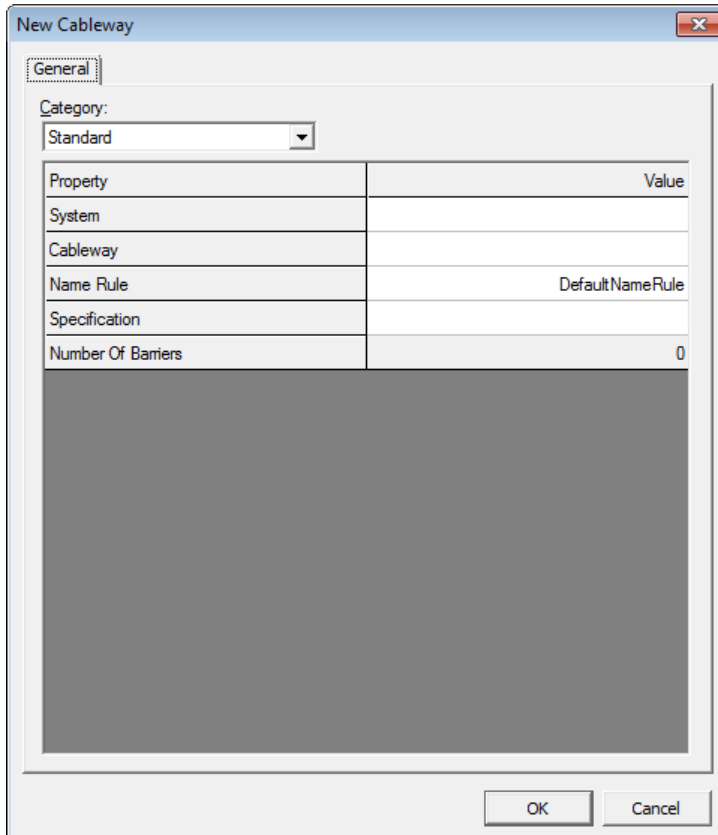 New Cableway
General
Category:
Standard
Property Value
System
Cableway
Name Rule DefaultNameRule
Specification
Number Of Barriers 0
OK Cancel